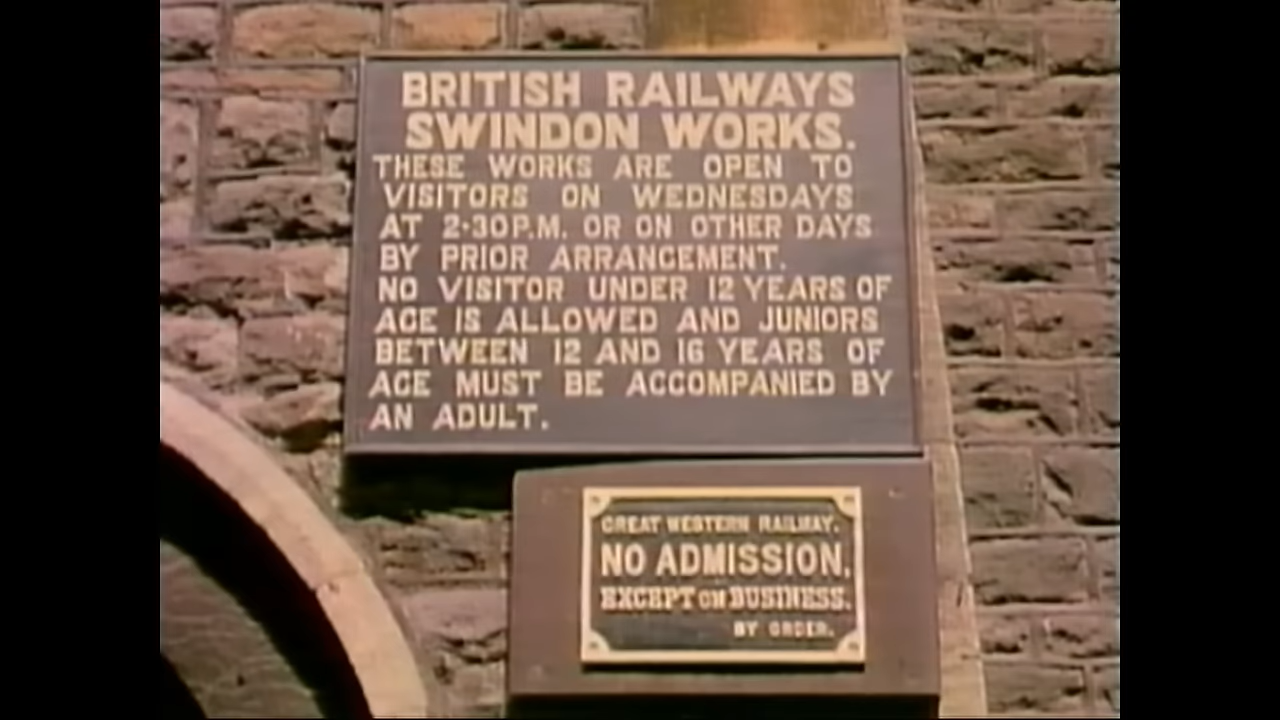 BRITISH RAILWAYS
SWINDON WORKS.
THESE WORKS ARE OPEN TO
VISITORS ON WEDNESDAYS
AT 2·30 P.M. OR ON OTHER DAYS
BY PRIOR ARRANGEMENT.
NO VISITOR UNDER 12 YEARS OF
AGE IS ALLOWED AND JUNIORS
BETWEEN 12 AND 16 YEARS OF
AGE MUST BE ACCOMPANIED BY
AN ADULT.
GREAT WESTERN RAILWAY.
NO ADMISSION,
EXCEPT ON BUSINESS.
BY ORDER.